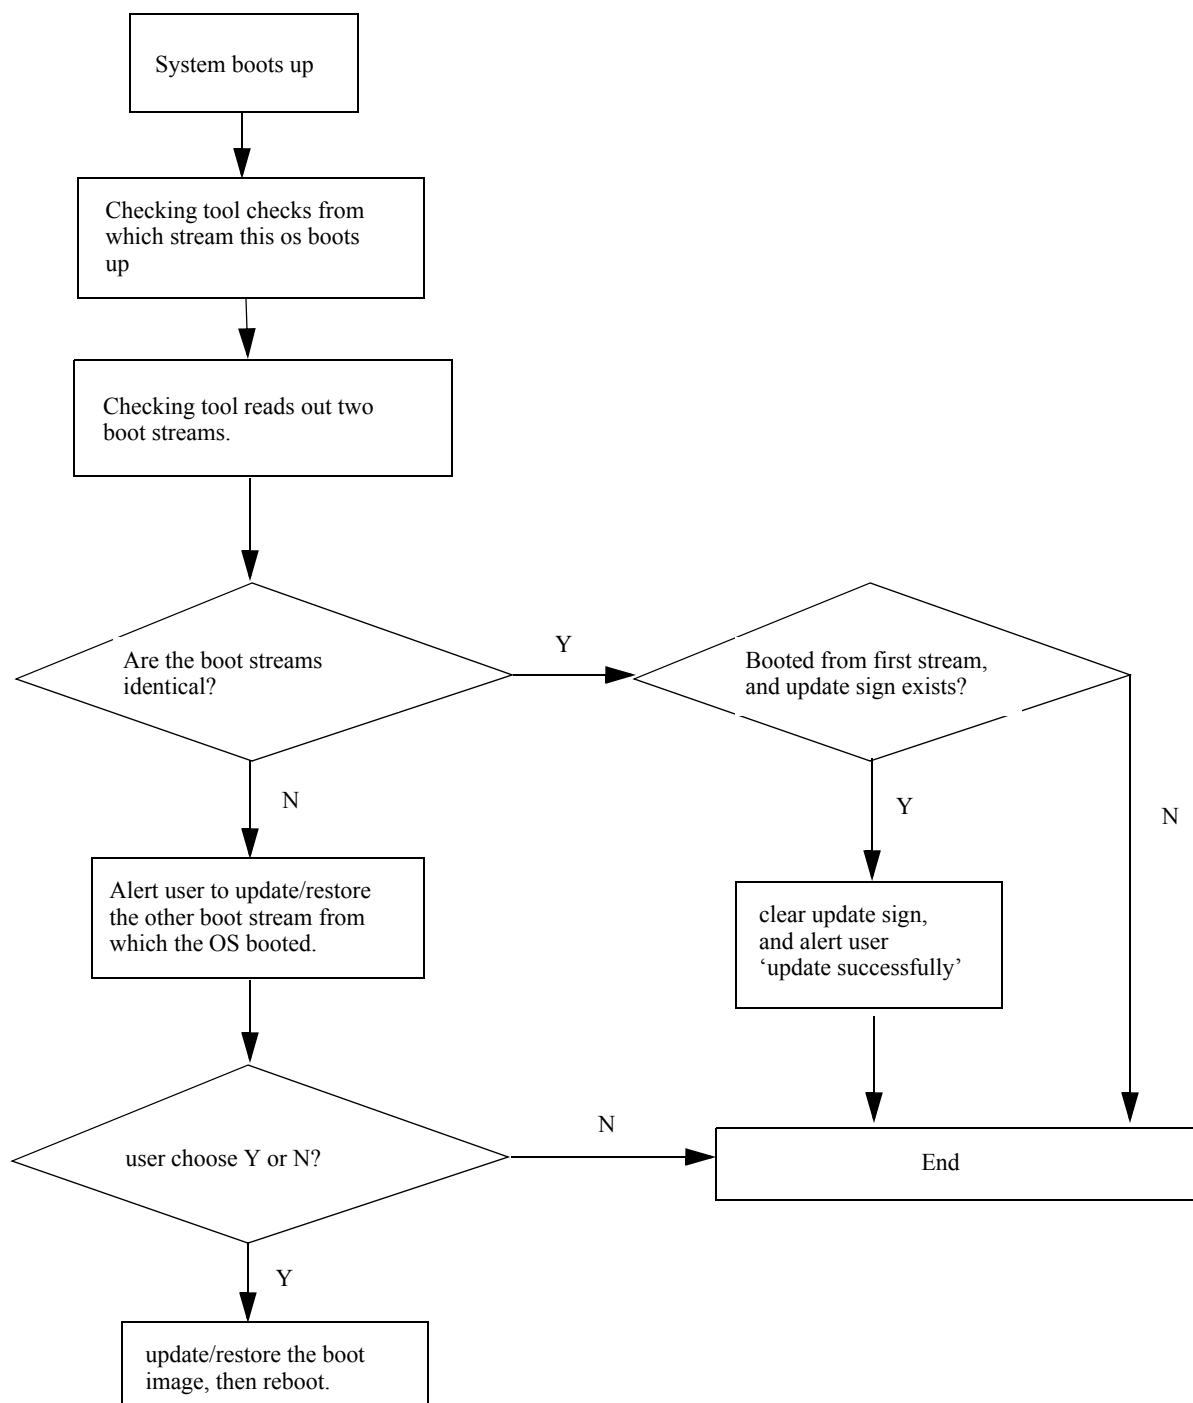 System boots up
Checking tool checks from
which stream this os boots
up
Checking tool reads out two
boot streams.
Are the boot streams
identical?
Y
Booted from first stream,
and update sign exists?
N
Y
N
Alert user to update/restore
the other boot stream from
which the OS booted.
clear update sign,
and alert user
‘update successfully’
user choose Y or N?
N
End
Y
update/restore the boot
image, then reboot.